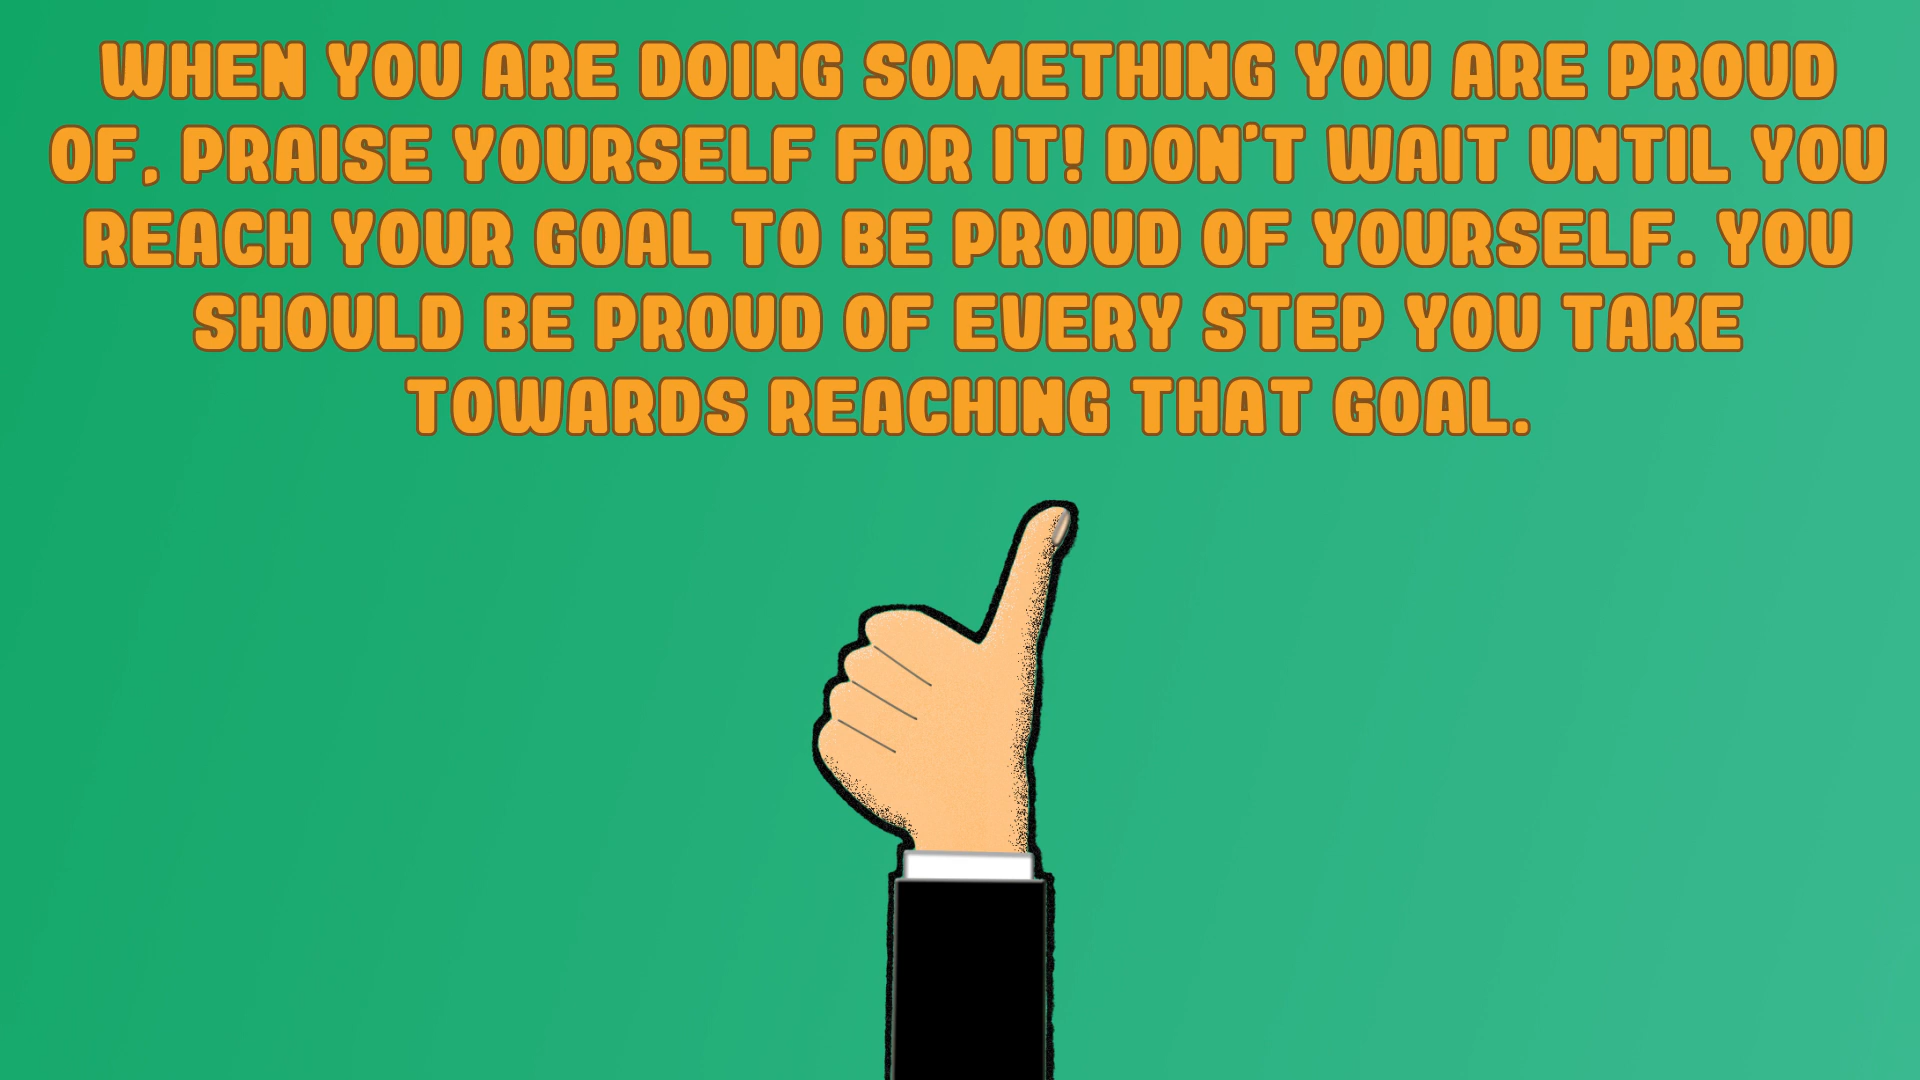 WHEN YOU ARE DOING SOMETHING YOU ARE PROUD
OF, PRAISE YOURSELF FOR IT! DON'T WAIT UNTIL YOU
REACH YOUR GOAL TO BE PROUD OF YOURSELF. YOU
SHOULD BE PROUD OF EVERY STEP YOU TAKE
TOWARDS REACHING THAT GOAL.